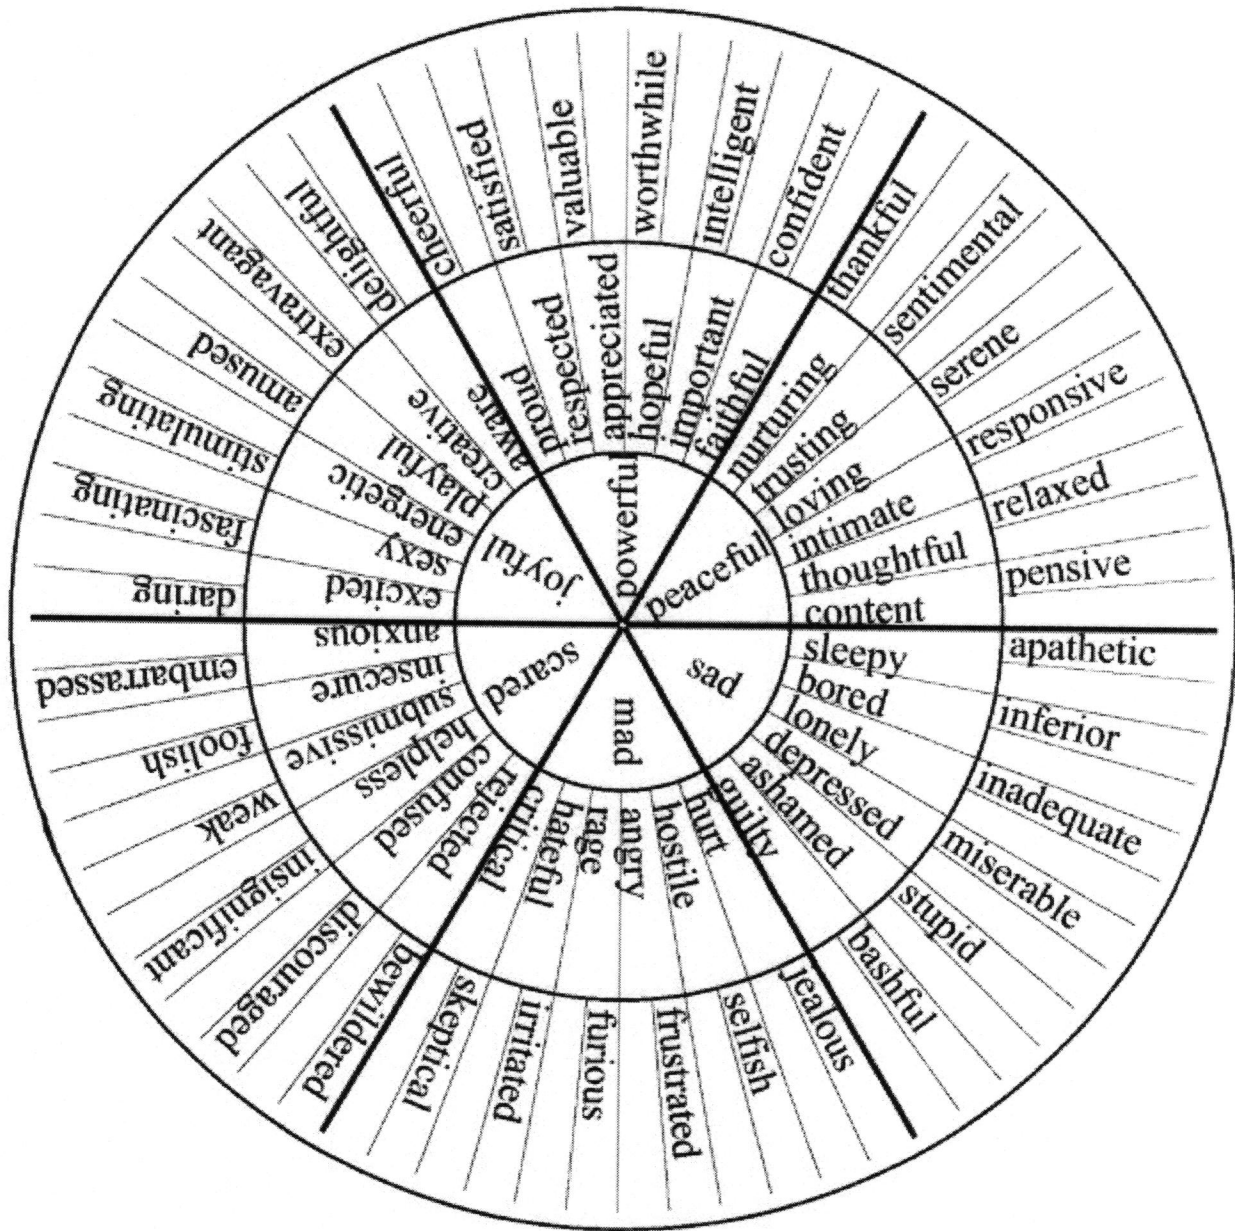 powerful
peaceful
sad
mad
scared
joyful
proud
respected
appreciated
hopeful
important
faithful
nurturing
trusting
loving
intimate
thoughtful
content
sleepy
bored
lonely
depressed
ashamed
guilty
hurt
hostile
angry
rage
hateful
critical
rejected
confused
helpless
submissive
insecure
anxious
excited
sexy
energetic
playful
creative
aware
cheerful
satisfied
valuable
worthwhile
intelligent
confident
thankful
sentimental
serene
responsive
relaxed
pensive
apathetic
inferior
inadequate
miserable
stupid
bashful
jealous
selfish
frustrated
furious
irritated
skeptical
bewildered
discouraged
insignificant
weak
foolish
embarrassed
daring
fascinating
stimulating
amused
extravagant
delightful